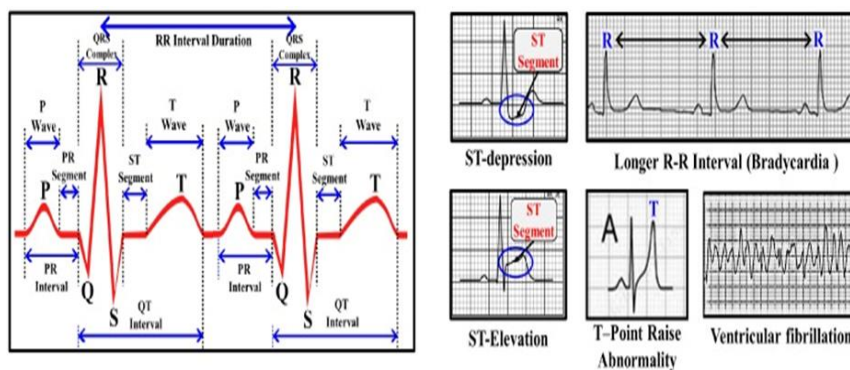 RR Interval Duration
QRS
Complex
QRS
Complex
R
R
P
Wave
T
Wave
P
Wave
T
Wave
PR
Segment
ST
Segment
PR
Segment
ST
Segment
P
T
P
T
PR
Interval
Q
S
PR
Interval
Q
S
QT
Interval
QT
Interval
ST
Segment
ST-depression
R R R
Longer R-R Interval (Bradycardia )
ST
Segment
ST-Elevation
A
T
T–Point Raise
Abnormality
Ventricular fibrillation